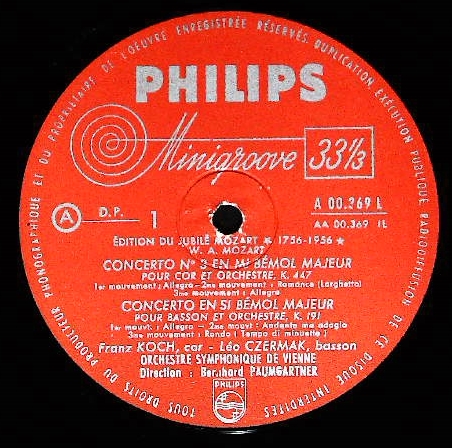 TOUS DROITS DU PRODUCTEUR PHONOGRAPHIQUE ET DU PROPRIÉTAIRE DE L'OEUVRE ENREGISTRÉE RÉSERVÉS. DUPLICATION EXÉCUTION PUBLIQUE RADIODIFFUSION DE CE DISQUE INTERDITES
PHILIPS
Minigroove 33 1/3
A D.P. 1 A 00.369 L
AA 00.369 1L
ÉDITION DU JUBILÉ MOZART ★ 1756-1956 ★
W. A. MOZART
CONCERTO N° 3 EN MI BÉMOL MAJEUR
POUR COR ET ORCHESTRE, K. 447
1er mouvement: Allegro - 2me mouvement: Romance (Larghetto)
3me mouvement: Allegro
CONCERTO EN SI BÉMOL MAJEUR
POUR BASSON ET ORCHESTRE, K. 191
1er mouvt: Allegro - 2me mouvt: Andante ma adagio
3me mouvement: Rondo (Tempo di minuetto)
Franz KOCH, cor - Léo CZERMAK, basson
ORCHESTRE SYMPHONIQUE DE VIENNE
Direction : Bernhard PAUMGARTNER
PHILIPS